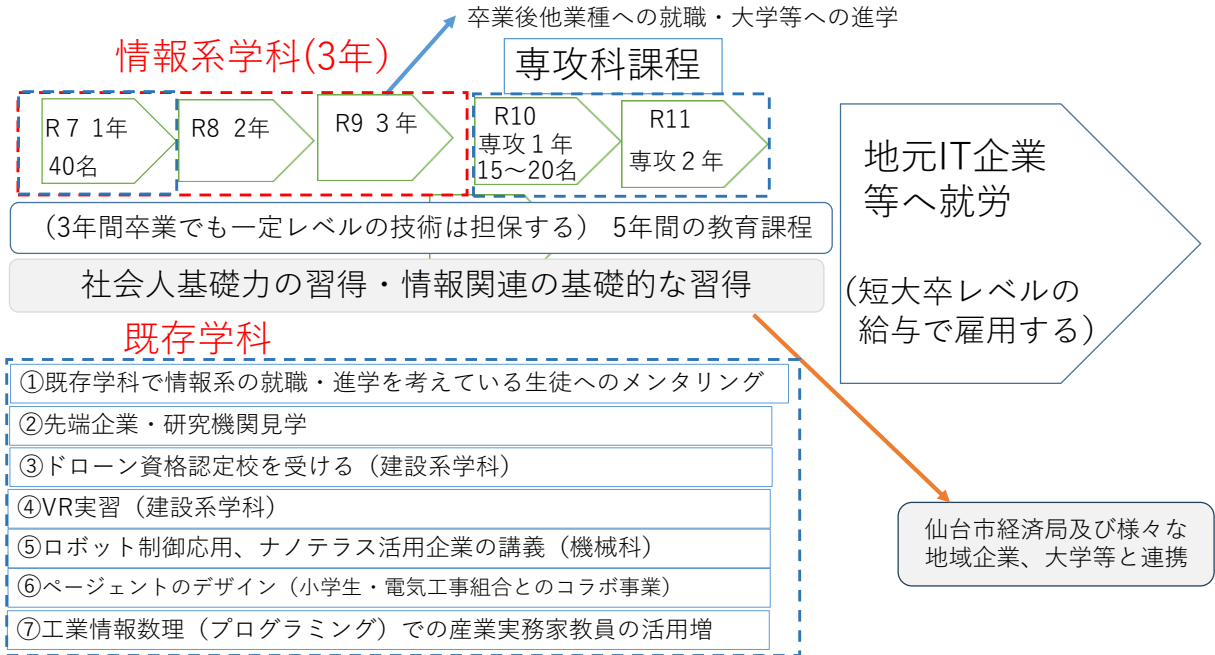 卒業後他業種への就職・大学等への進学
情報系学科(3年)
専攻科課程
R７ 1年
40名
R8 2年
R9 ３年
R10
専攻１年
15～20名
R11
専攻２年
地元IT企業
等へ就労
(短大卒レベルの
給与で雇用する)
(3年間卒業でも一定レベルの技術は担保する) 5年間の教育課程
社会人基礎力の習得・情報関連の基礎的な習得
既存学科
①既存学科で情報系の就職・進学を考えている生徒へのメンタリング
②先端企業・研究機関見学
③ドローン資格認定校を受ける（建設系学科）
④VR実習（建設系学科）
⑤ロボット制御応用、ナノテラス活用企業の講義（機械科）
⑥ページェントのデザイン（小学生・電気工事組合とのコラボ事業）
⑦工業情報数理（プログラミング）での産業実務家教員の活用増
仙台市経済局及び様々な
地域企業、大学等と連携